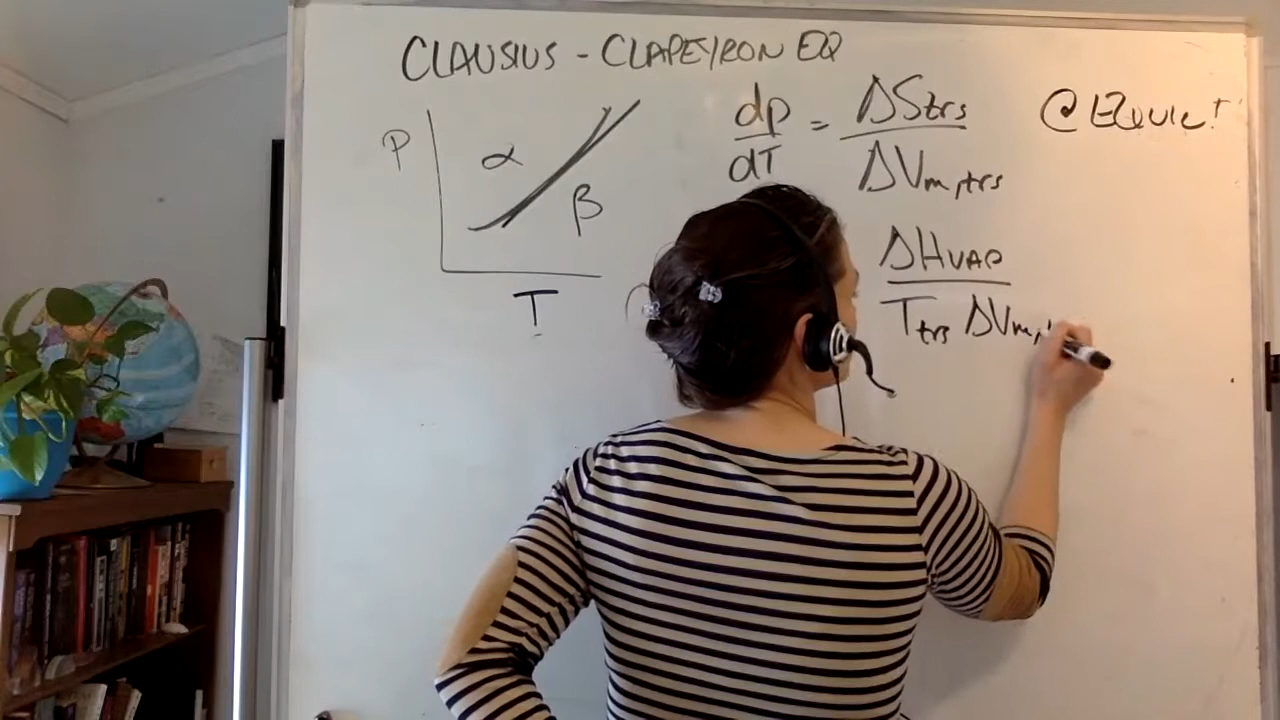 CLAUSIUS - CLAPEYRON EQ
P
α
β
T
dp/dT = ΔStrs/ΔVm,trs
@ EQUIL!
ΔHVAP/Ttrs ΔVm,